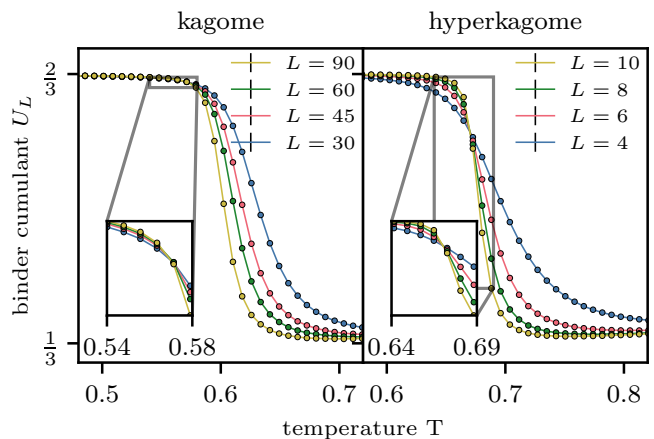 kagome
hyperkagome
binder cumulant U_L
2/3
1/3
L = 90
L = 60
L = 45
L = 30
L = 10
L = 8
L = 6
L = 4
0.54 0.58
0.64 0.69
0.5 0.6 0.7
0.6 0.7 0.8
temperature T